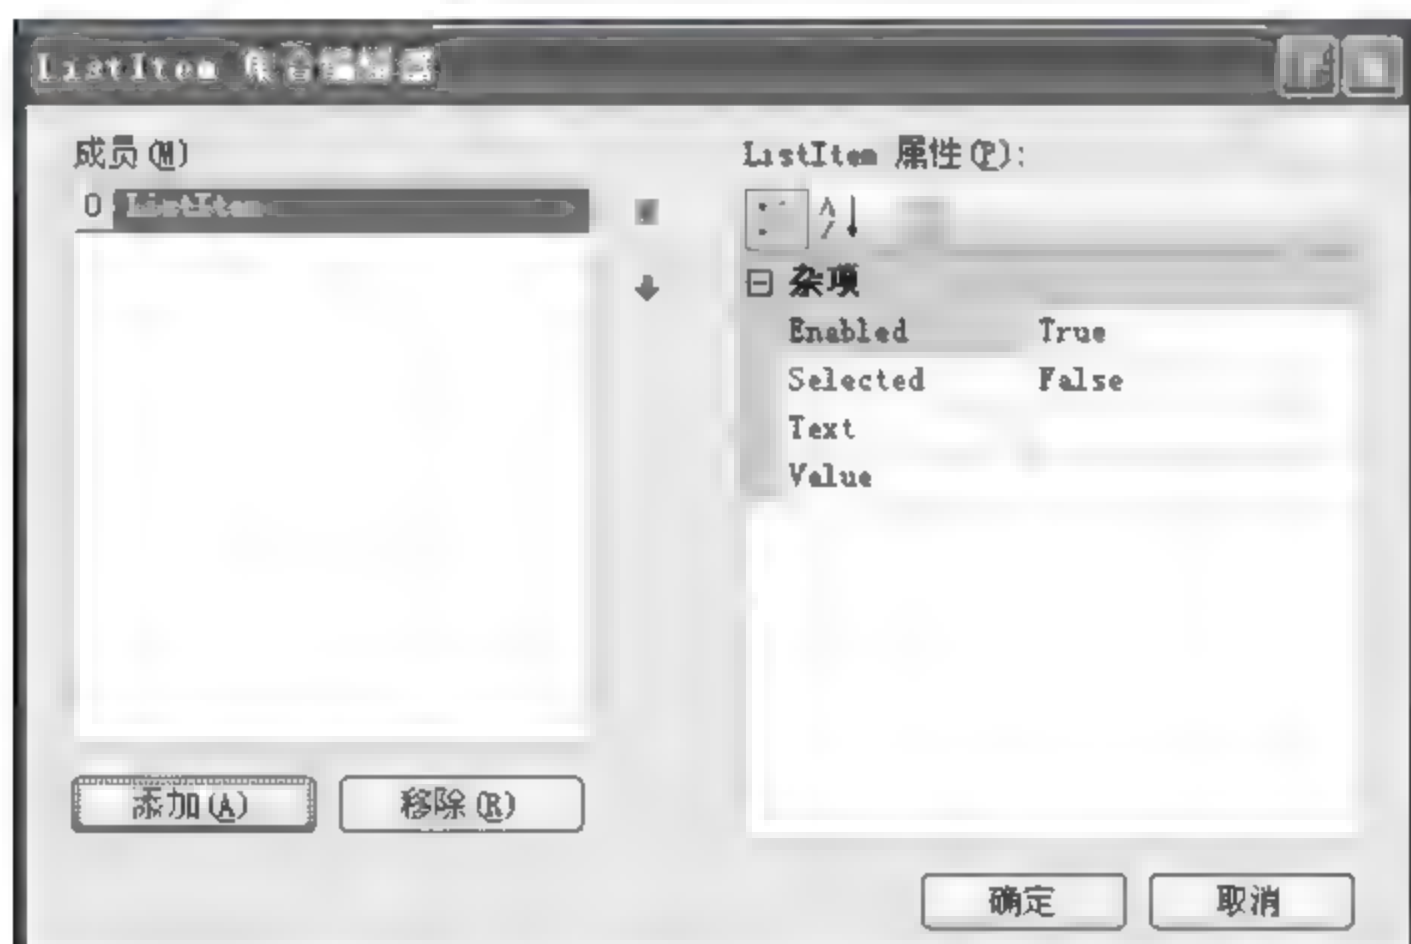 ListItem 集合编辑器
成员(M)
0 ListItem
添加(A)
移除(R)
ListItem 属性(P):
杂项
Enabled True
Selected False
Text
Value
确定
取消